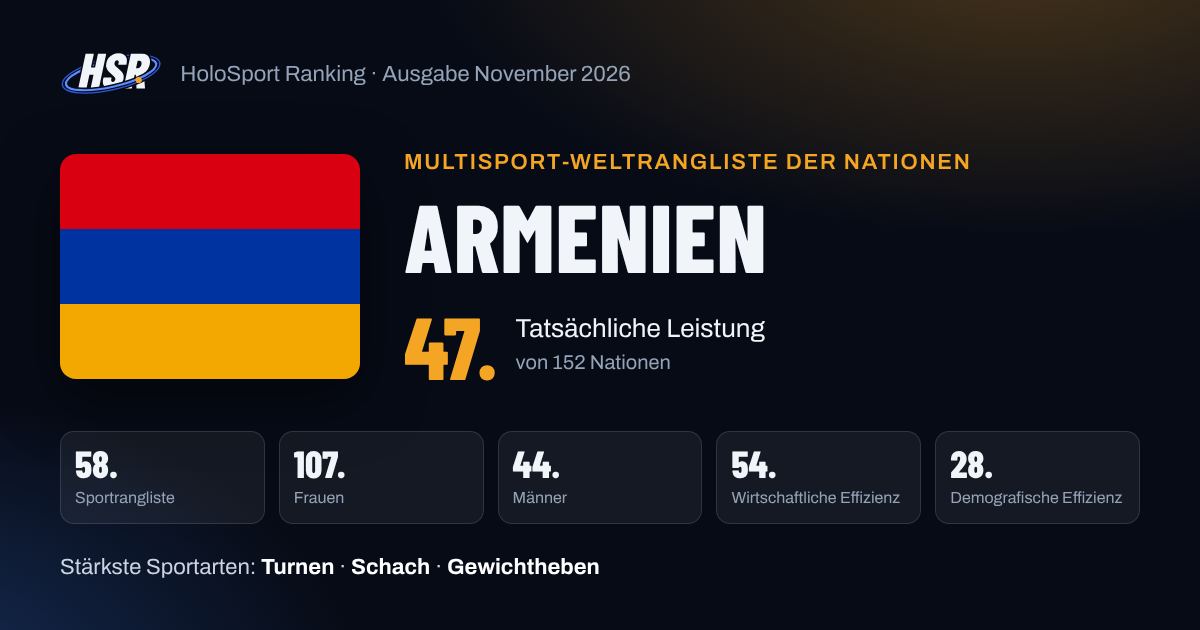 HSR HoloSport Ranking · Ausgabe November 2026
MULTISPORT-WELTRANGLISTE DER NATIONEN
ARMENIEN
47. Tatsächliche Leistung
von 152 Nationen
58.
Sportrangliste
107.
Frauen
44.
Männer
54.
Wirtschaftliche Effizienz
28.
Demografische Effizienz
Stärkste Sportarten: Turnen · Schach · Gewichtheben